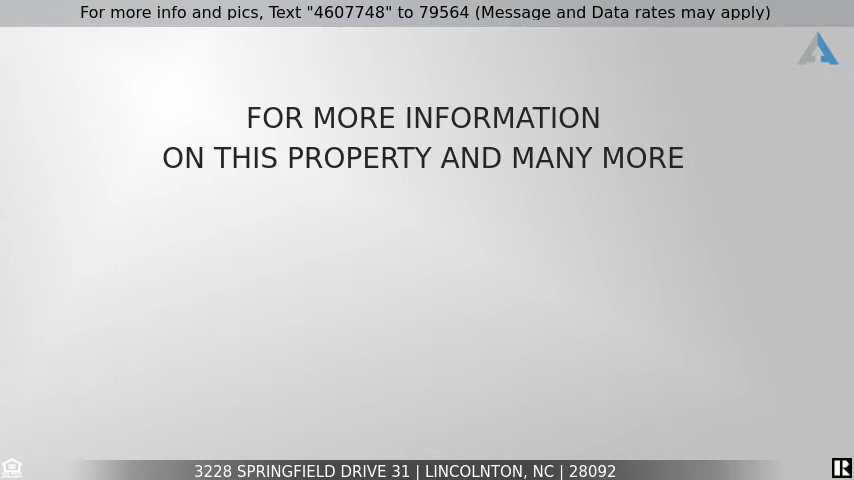 For more info and pics, Text "4607748" to 79564 (Message and Data rates may apply)
FOR MORE INFORMATION
ON THIS PROPERTY AND MANY MORE
3228 SPRINGFIELD DRIVE 31 | LINCOLNTON, NC | 28092